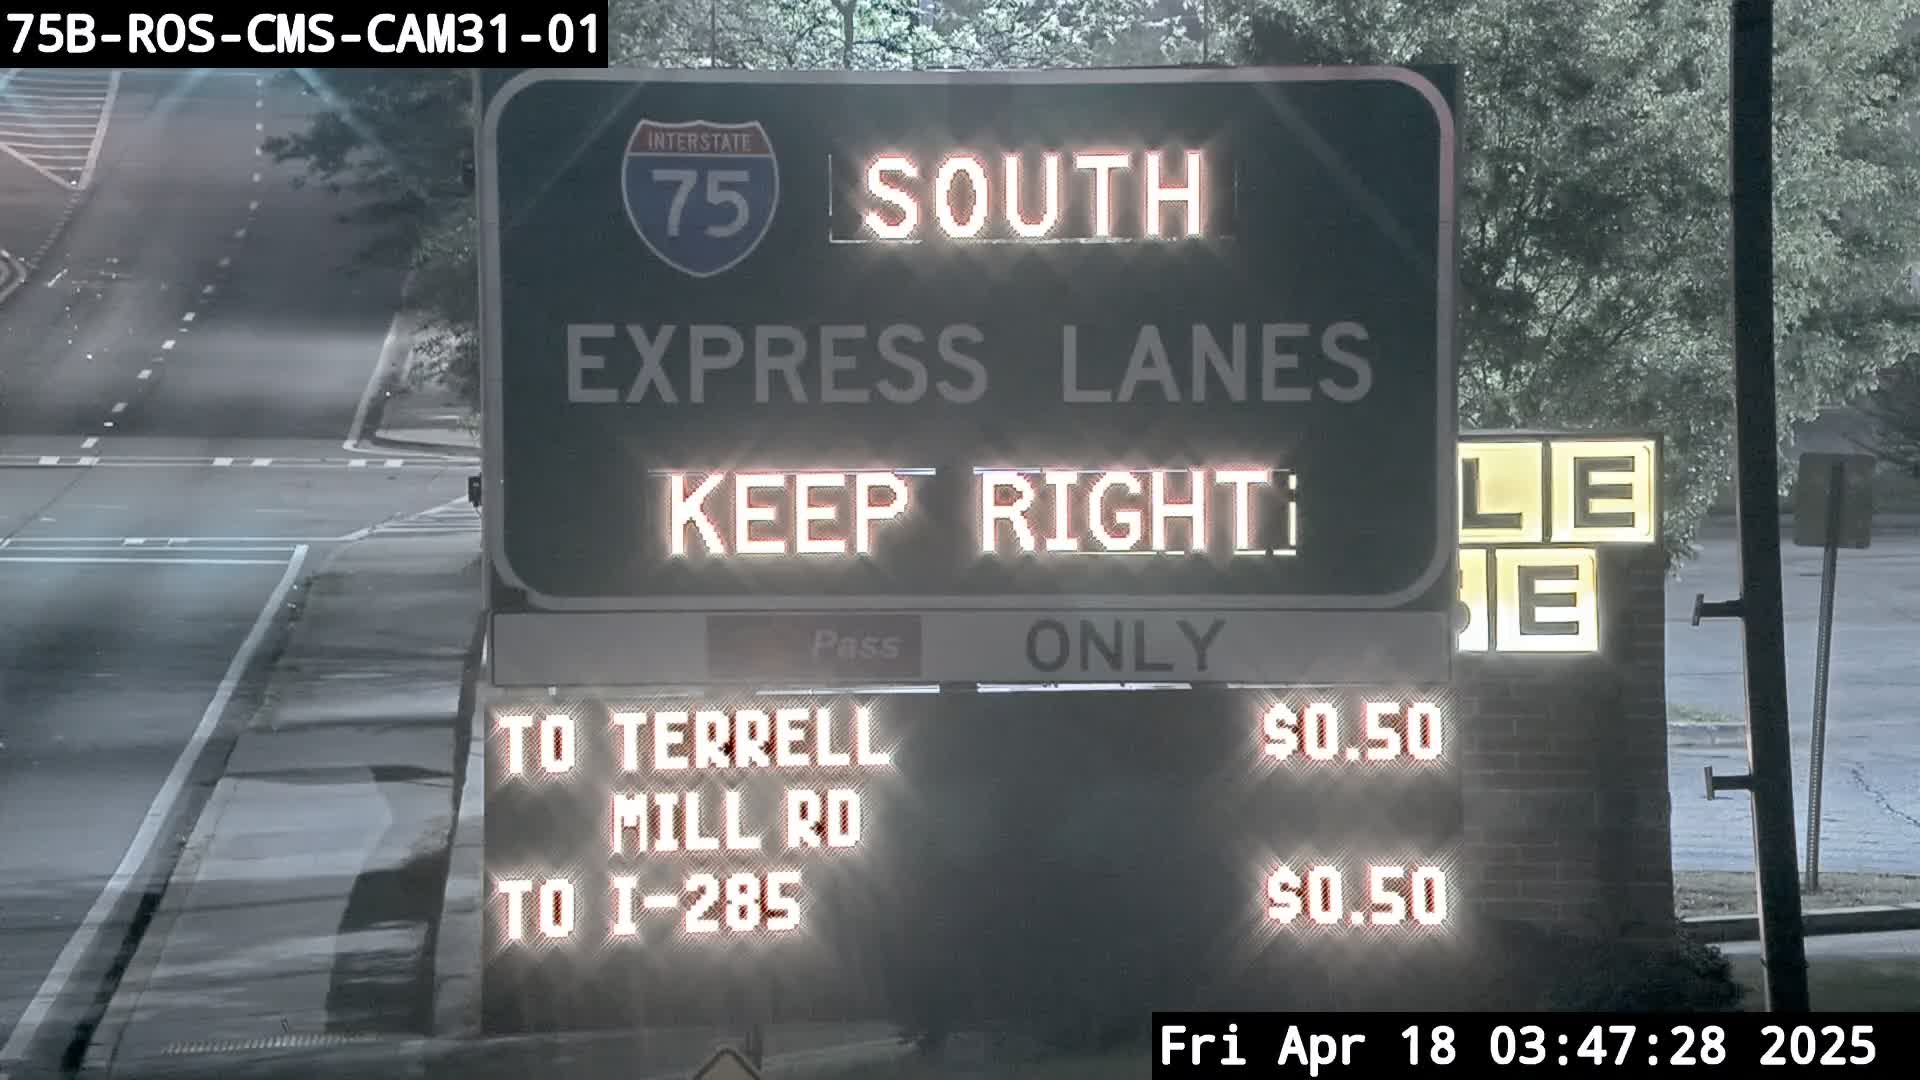 75B-ROS-CMS-CAM31-01
INTERSTATE
75
SOUTH
EXPRESS LANES
KEEP RIGHT
Pass ONLY
TO TERRELL $0.50
MILL RD
TO I-285 $0.50
LE
E
Fri Apr 18 03:47:28 2025